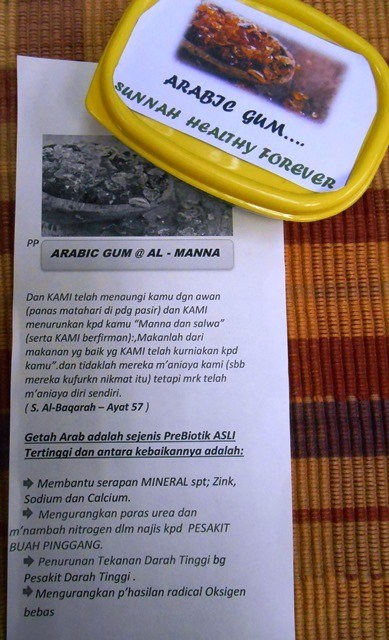 ARABIC GUM....
SUNNAH HEALTHY FOREVER
PP
ARABIC GUM @ AL - MANNA
Dan KAMI telah menaungi kamu dgn awan
(panas matahari di pdg pasir) dan KAMI
menurunkan kpd kamu "Manna dan salwa"
(serta KAMI berfirman):,Makanlah dari
makanan yg baik yg KAMI telah kurniakan kpd
kamu".dan tidaklah mereka m'aniaya kami (sbb
mereka kufurkn nikmat itu) tetapi mrk telah
m'aniaya diri sendiri.
( S. Al-Baqarah – Ayat 57 )
Getah Arab adalah sejenis PreBiotik ASLI
Tertinggi dan antara kebaikannya adalah:
Membantu serapan MINERAL spt; Zink,
Sodium dan Calcium.
Mengurangkan paras urea dan
m'nambah nitrogen dlm najis kpd PESAKIT
BUAH PINGGANG.
Penurunan Tekanan Darah Tinggi bg
Pesakit Darah Tinggi .
Mengurangkan p'hasilan radical Oksigen
bebas